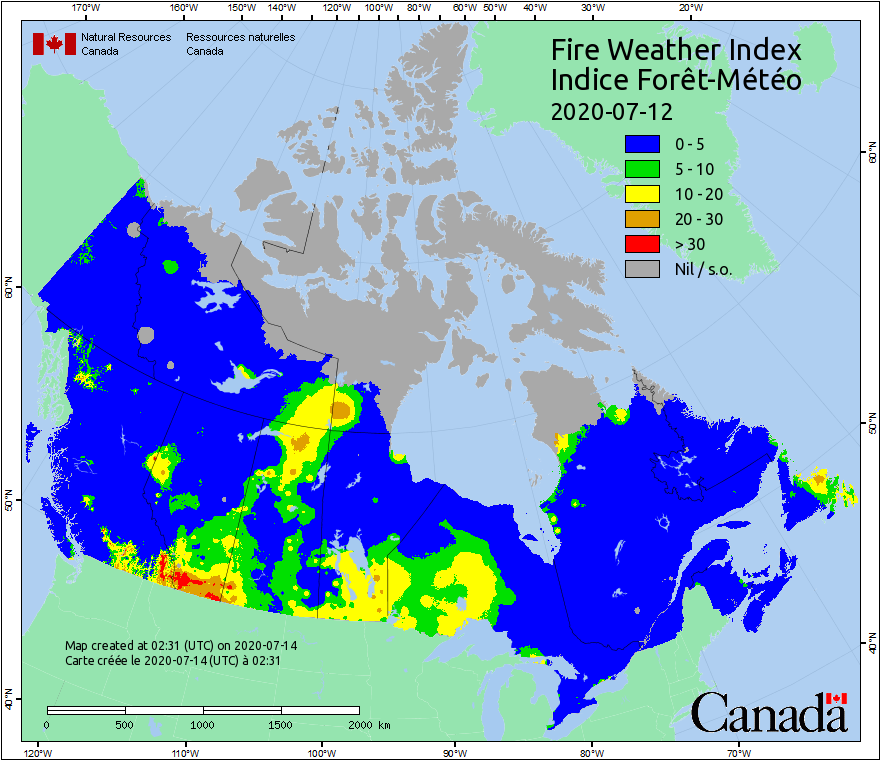 170°W 160°W 150°W 140°W 120°W 100°W 80°W 60°W 50°W 40°W 30°W 20°W
Natural Resources Canada
Ressources naturelles Canada
Fire Weather Index
Indice Forêt-Météo
2020-07-12
0 - 5
5 - 10
10 - 20
20 - 30
> 30
Nil / s.o.
60°N
60°N
50°N
50°N
40°N
40°N
Map created at 02:31 (UTC) on 2020-07-14
Carte créée le 2020-07-14 (UTC) à 02:31
0 500 1000 1500 2000 km
Canada
120°W 110°W 100°W 90°W 80°W 70°W